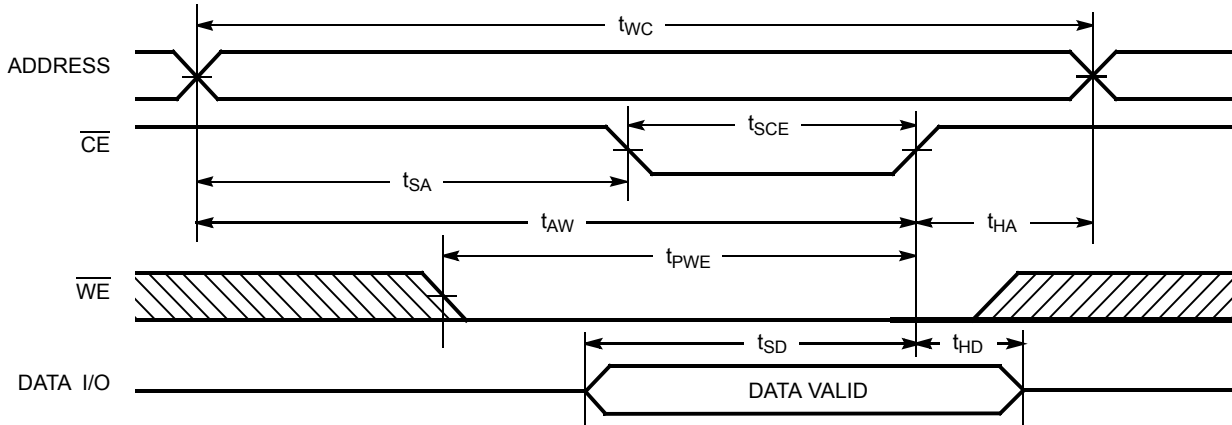 tWC
ADDRESS
CE
tSCE
tSA
tAW
tHA
tPWE
WE
tSD
tHD
DATA I/O
DATA VALID